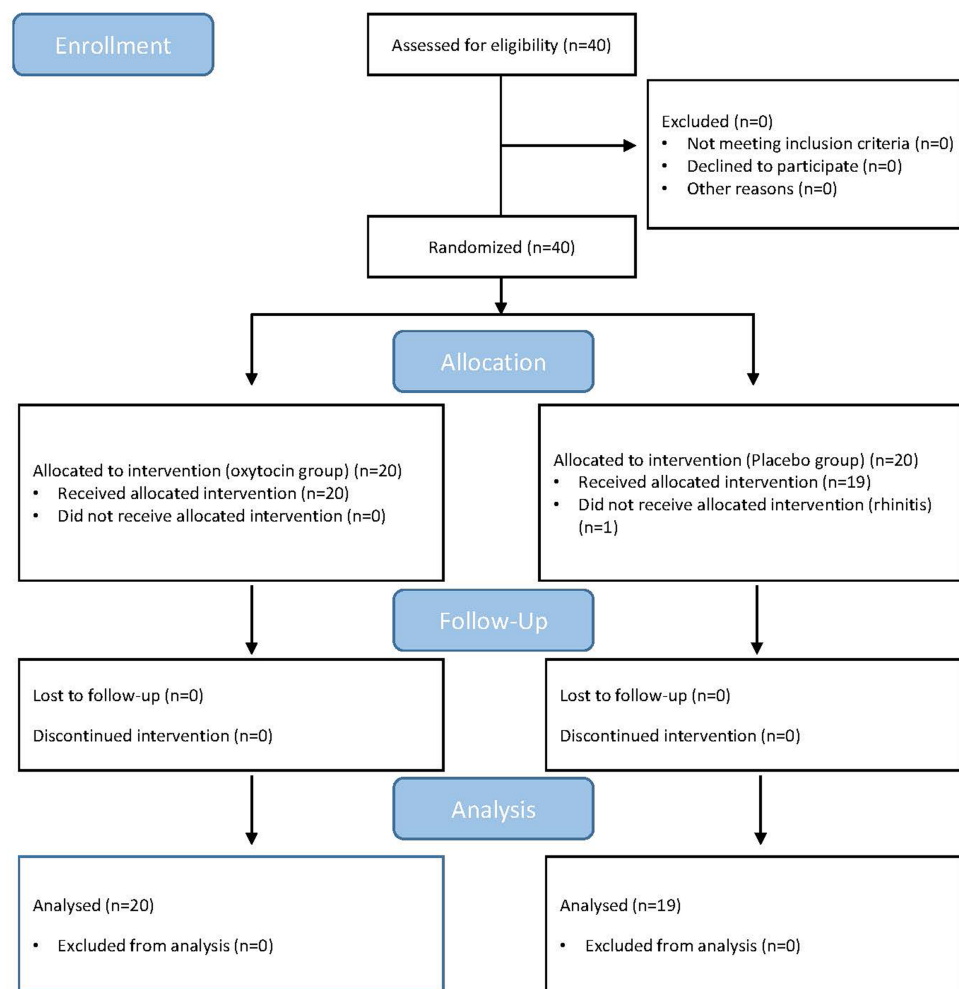 Enrollment
Assessed for eligibility (n=40)
Excluded (n=0)
• Not meeting inclusion criteria (n=0)
• Declined to participate (n=0)
• Other reasons (n=0)
Randomized (n=40)
Allocation
Allocated to intervention (oxytocin group) (n=20)
• Received allocated intervention (n=20)
• Did not receive allocated intervention (n=0)
Allocated to intervention (Placebo group) (n=20)
• Received allocated intervention (n=19)
• Did not receive allocated intervention (rhinitis)
(n=1)
Follow-Up
Lost to follow-up (n=0)
Discontinued intervention (n=0)
Lost to follow-up (n=0)
Discontinued intervention (n=0)
Analysis
Analysed (n=20)
• Excluded from analysis (n=0)
Analysed (n=19)
• Excluded from analysis (n=0)